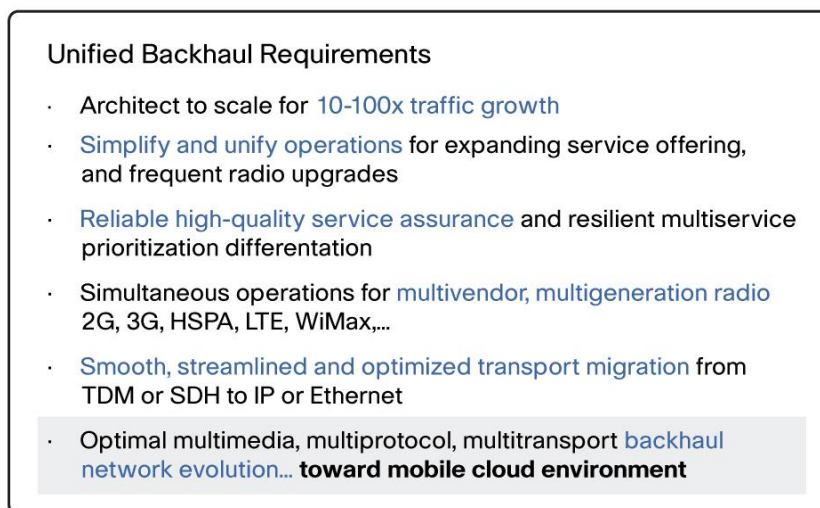 Unified Backhaul Requirements
· Architect to scale for 10-100x traffic growth
· Simplify and unify operations for expanding service offering,
and frequent radio upgrades
· Reliable high-quality service assurance and resilient multiservice
prioritization differentation
· Simultaneous operations for multivendor, multigeneration radio
2G, 3G, HSPA, LTE, WiMax,...
· Smooth, streamlined and optimized transport migration from
TDM or SDH to IP or Ethernet
· Optimal multimedia, multiprotocol, multitransport backhaul
network evolution... toward mobile cloud environment